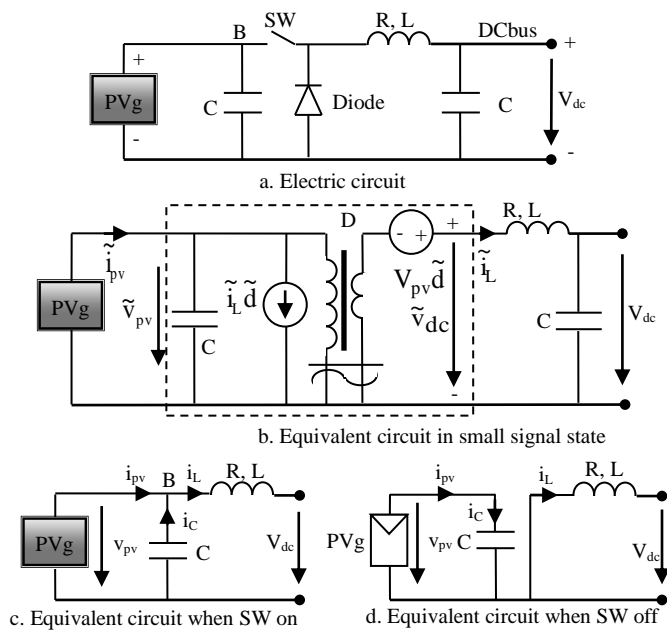 SW
B
R, L
DCbus
+
+
PVg
C
Diode
C
V_dc
-
-
a. Electric circuit
D
R, L
- +
+
ĩ_pv
ṽ_pv
ĩ_L d̃
V_pv d̃
ĩ_L
ṽ_dc
PVg
C
C
V_dc
-
b. Equivalent circuit in small signal state
i_pv
B
i_L
R, L
i_C
PVg
v_pv
C
V_dc
c. Equivalent circuit when SW on
i_pv
i_L
R, L
i_C
PVg
v_pv
C
V_dc
d. Equivalent circuit when SW off